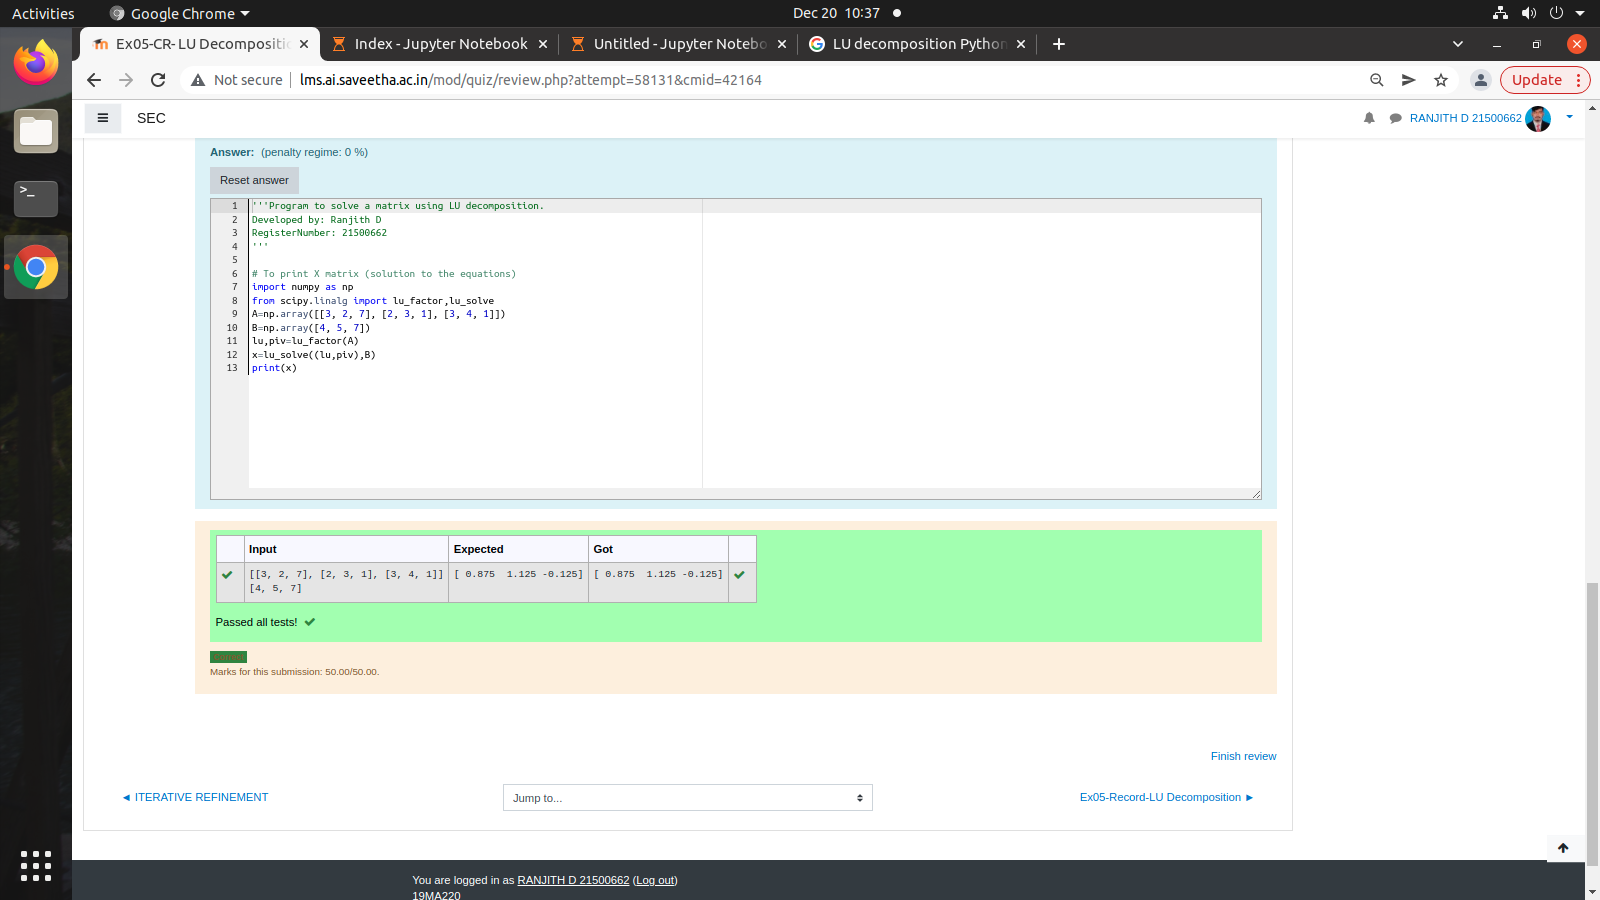 Activities
Google Chrome
Dec 20 10:37
Ex05-CR- LU Decompositi
Index - Jupyter Notebook
Untitled - Jupyter Notebo
LU decomposition Python
Not secure
lms.ai.saveetha.ac.in/mod/quiz/review.php?attempt=58131&cmid=42164
Update
SEC
RANJITH D 21500662
Answer: (penalty regime: 0 %)
Reset answer
1 '''Program to solve a matrix using LU decomposition.
2 Developed by: Ranjith D
3 RegisterNumber: 21500662
4 '''
5
6 # To print X matrix (solution to the equations)
7 import numpy as np
8 from scipy.linalg import lu_factor,lu_solve
9 A=np.array([[3, 2, 7], [2, 3, 1], [3, 4, 1]])
10 B=np.array([4, 5, 7])
11 lu,piv=lu_factor(A)
12 x=lu_solve((lu,piv),B)
13 print(x)
Input Expected Got
[[3, 2, 7], [2, 3, 1], [3, 4, 1]] [ 0.875 1.125 -0.125] [ 0.875 1.125 -0.125]
[4, 5, 7]
Passed all tests!
Marks for this submission: 50.00/50.00.
Finish review
◄ ITERATIVE REFINEMENT
Jump to...
Ex05-Record-LU Decomposition ►
You are logged in as RANJITH D 21500662 (Log out)
19MA220